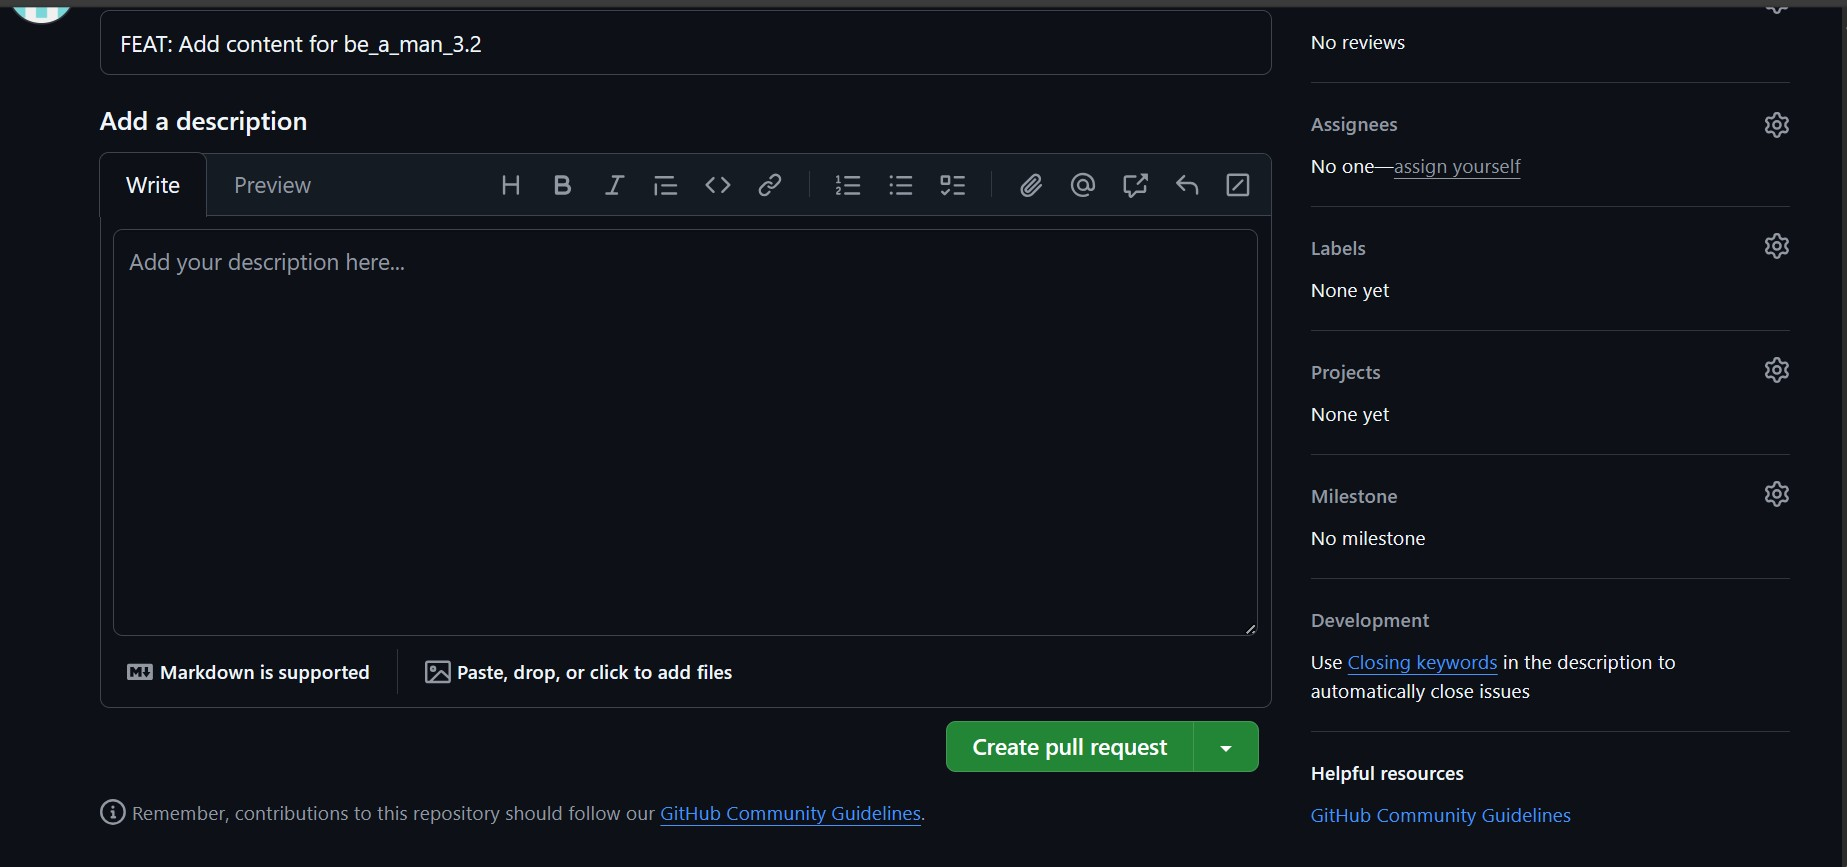 FEAT: Add content for be_a_man_3.2
Add a description
Write
Preview
Add your description here...
Markdown is supported
Paste, drop, or click to add files
Create pull request
Remember, contributions to this repository should follow our GitHub Community Guidelines.
No reviews
Assignees
No one—assign yourself
Labels
None yet
Projects
None yet
Milestone
No milestone
Development
Use Closing keywords in the description to
automatically close issues
Helpful resources
GitHub Community Guidelines